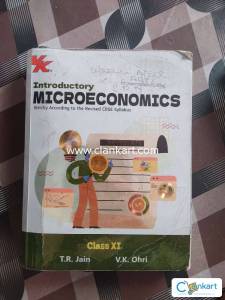 VK
Introductory
MICROECONOMICS
Strictly According to the Revised CBSE Syllabus
www.clankart.com
Class XI
T.R. Jain V.K. Ohri
Clankart